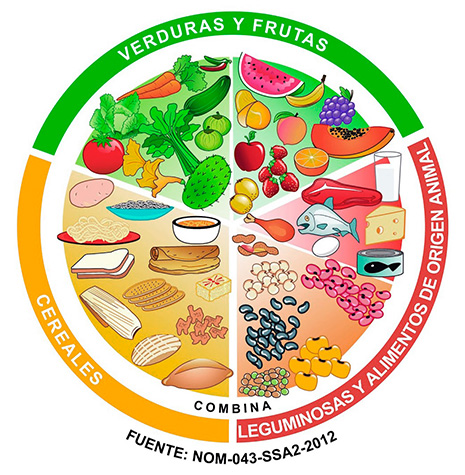 VERDURAS Y FRUTAS
CEREALES
LEGUMINOSAS Y ALIMENTOS DE ORIGEN ANIMAL
COMBINA
FUENTE: NOM-043-SSA2-2012